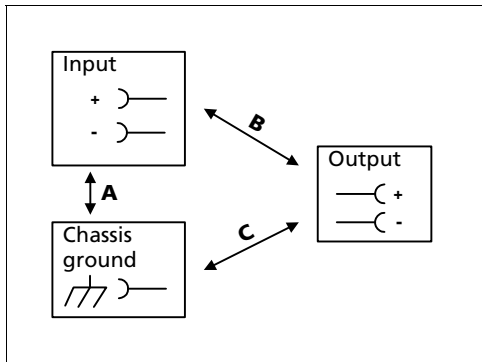 Input
+
-
B
A
Output
+
-
Chassis
ground
C